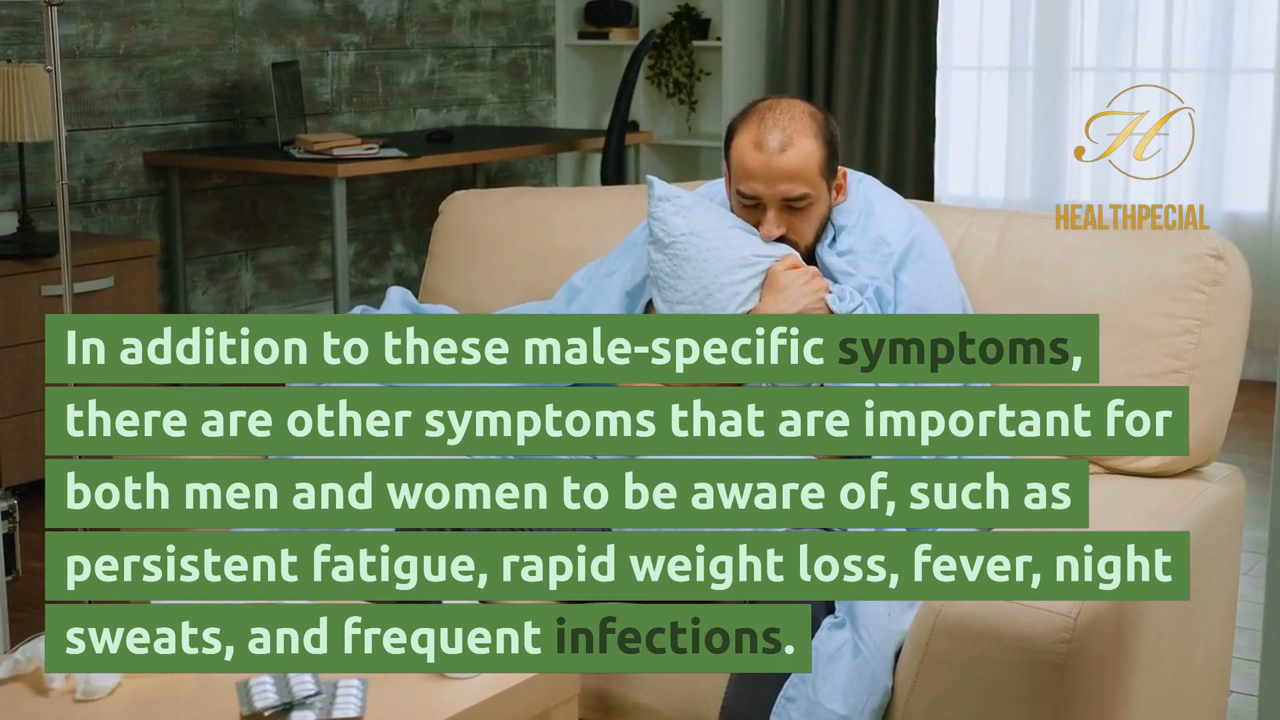 H
HEALTHPECIAL
In addition to these male-specific symptoms,
there are other symptoms that are important for
both men and women to be aware of, such as
persistent fatigue, rapid weight loss, fever, night
sweats, and frequent infections.